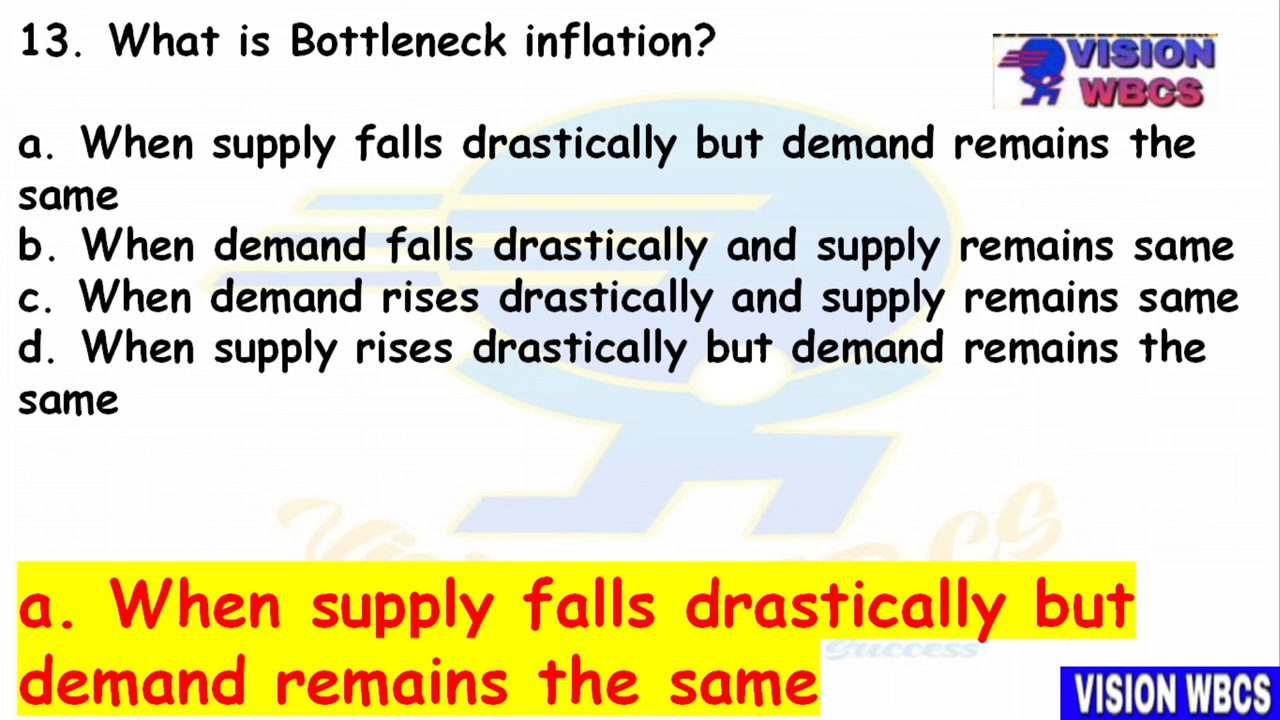 13. What is Bottleneck inflation?
VISION
WBCS
a. When supply falls drastically but demand remains the
same
b. When demand falls drastically and supply remains same
c. When demand rises drastically and supply remains same
d. When supply rises drastically but demand remains the
same
a. When supply falls drastically but
demand remains the same
Success
VISION WBCS